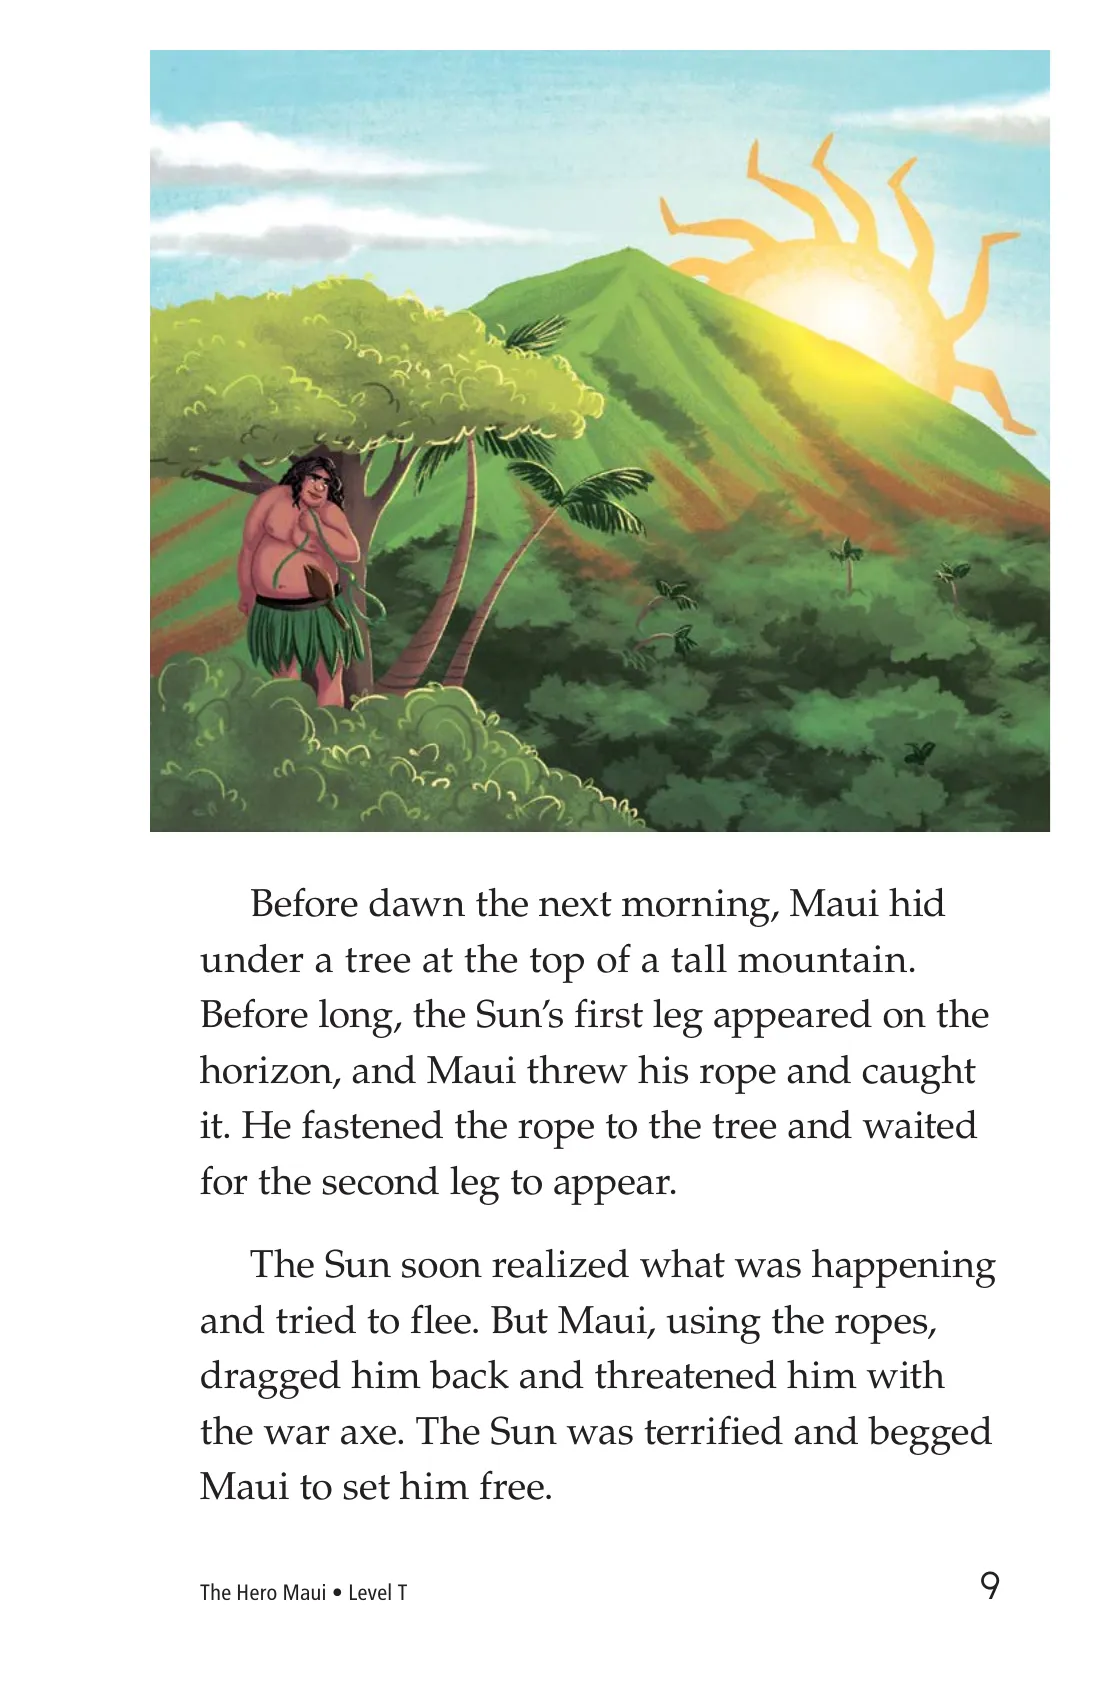 Before dawn the next morning, Maui hid
under a tree at the top of a tall mountain.
Before long, the Sun’s first leg appeared on the
horizon, and Maui threw his rope and caught
it. He fastened the rope to the tree and waited
for the second leg to appear.
The Sun soon realized what was happening
and tried to flee. But Maui, using the ropes,
dragged him back and threatened him with
the war axe. The Sun was terrified and begged
Maui to set him free.
The Hero Maui • Level T
9